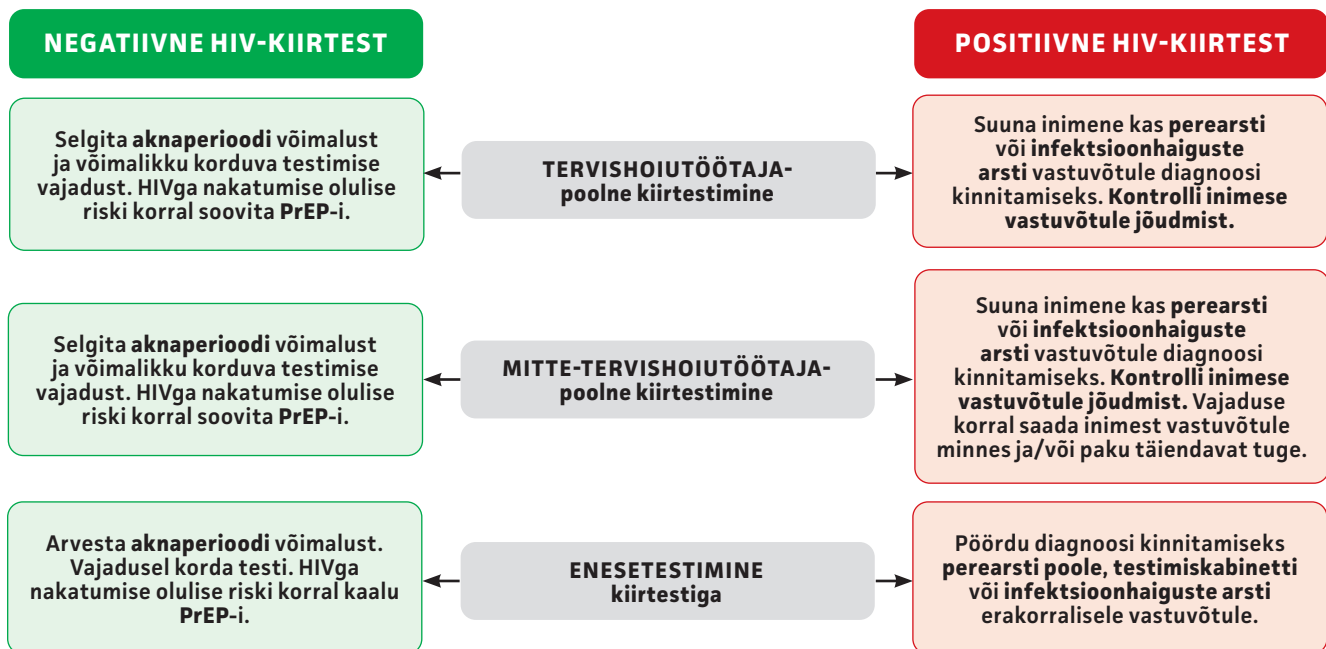 NEGATIIVNE HIV-KIIRTEST
POSITIIVNE HIV-KIIRTEST
Selgita aknaperioodi võimalust
ja võimalikku korduva testimise
vajadust. HIVga nakatumise olulise
riski korral soovita PrEP-i.
TERVISHOIUTÖÖTAJA-
poolne kiirtestimine
Suuna inimene kas perearsti
või infektsioonhaiguste
arsti vastuvõtule diagnoosi
kinnitamiseks. Kontrolli inimese
vastuvõtule jõudmist.
Selgita aknaperioodi võimalust
ja võimalikku korduva testimise
vajadust. HIVga nakatumise olulise
riski korral soovita PrEP-i.
MITTE-TERVISHOIUTÖÖTAJA-
poolne kiirtestimine
Suuna inimene kas perearsti
või infektsioonhaiguste
arsti vastuvõtule diagnoosi
kinnitamiseks. Kontrolli inimese
vastuvõtule jõudmist. Vajaduse
korral saada inimest vastuvõtule
minnes ja/või paku täiendavat tuge.
Arvesta aknaperioodi võimalust.
Vajadusel korda testi. HIVga
nakatumise olulise riski korral kaalu
PrEP-i.
ENESETESTIMINE
kiirtestiga
Pöördu diagnoosi kinnitamiseks
perearsti poole, testimiskabinetti
või infektsioonhaiguste arsti
erakorralisele vastuvõtule.